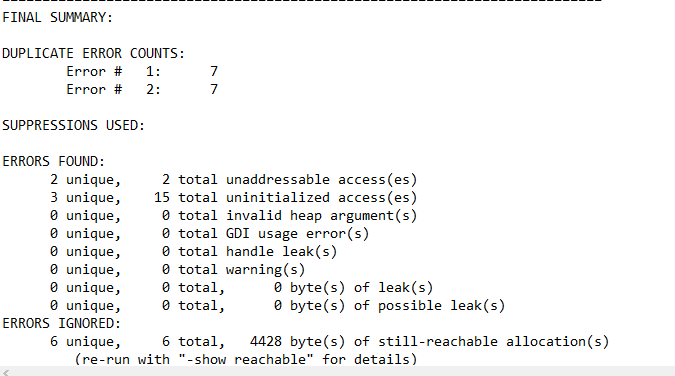 FINAL SUMMARY:
DUPLICATE ERROR COUNTS:
Error # 1: 7
Error # 2: 7
SUPPRESSIONS USED:
ERRORS FOUND:
2 unique, 2 total unaddressable access(es)
3 unique, 15 total uninitialized access(es)
0 unique, 0 total invalid heap argument(s)
0 unique, 0 total GDI usage error(s)
0 unique, 0 total handle leak(s)
0 unique, 0 total warning(s)
0 unique, 0 total, 0 byte(s) of leak(s)
0 unique, 0 total, 0 byte(s) of possible leak(s)
ERRORS IGNORED:
6 unique, 6 total, 4428 byte(s) of still-reachable allocation(s)
(re-run with "-show_reachable" for details)